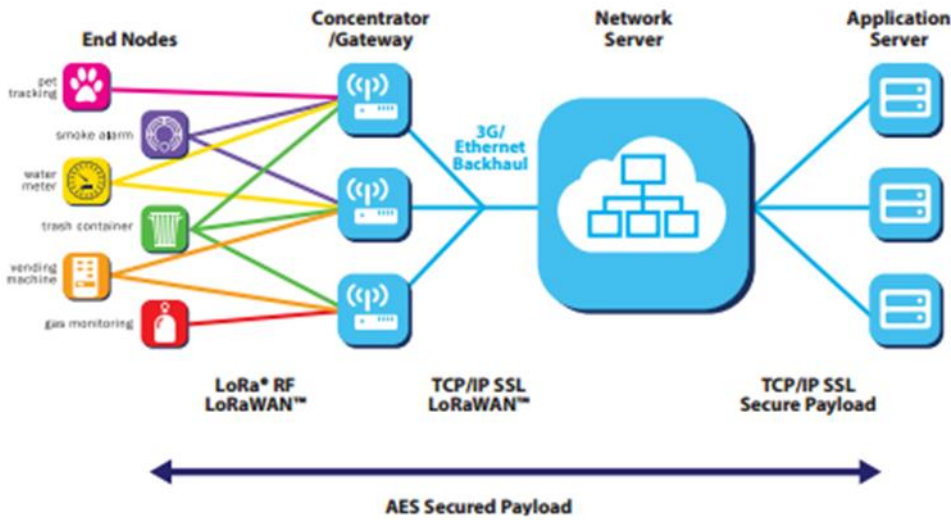 End Nodes
Concentrator
/Gateway
Network
Server
Application
Server
pet
tracking
smoke alarm
water
meter
trash container
vending
machine
gas monitoring
3G/
Ethernet
Backhaul
LoRa® RF
LoRaWAN™
TCP/IP SSL
LoRaWAN™
TCP/IP SSL
Secure Payload
AES Secured Payload